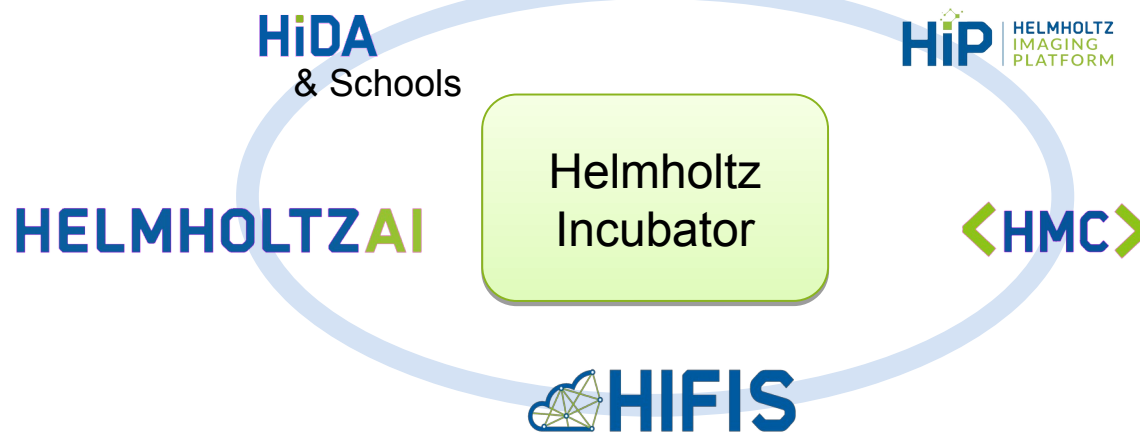 HiDA
& Schools
HiP
HELMHOLTZ
IMAGING
PLATFORM
Helmholtz
Incubator
HELMHOLTZAI
<HMC>
HIFIS